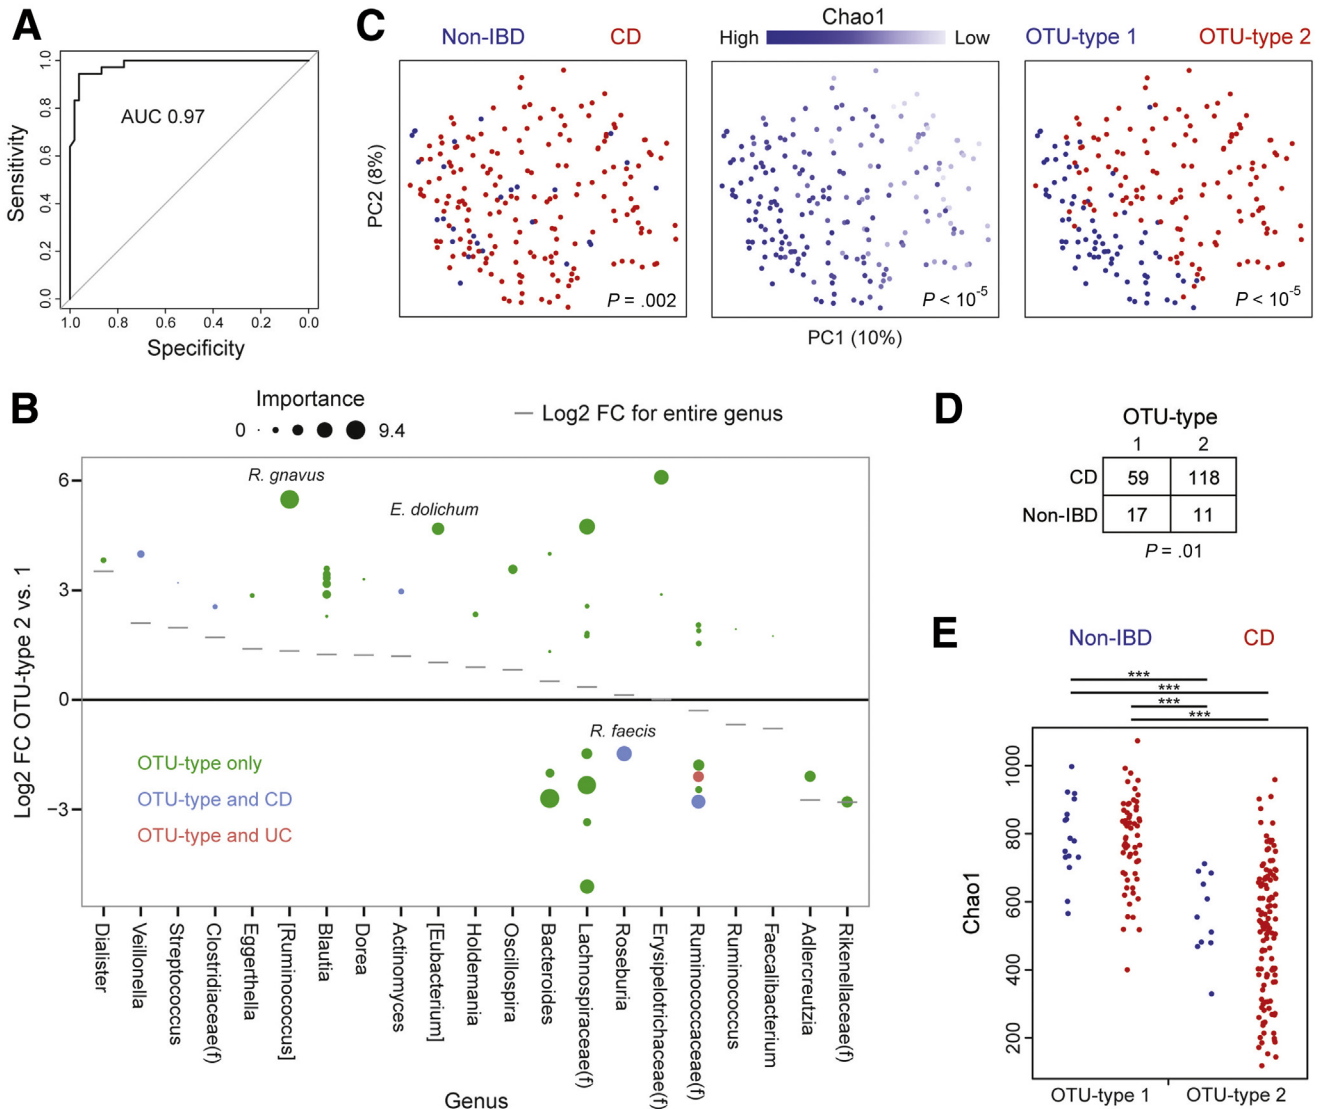 A
Sensitivity
1.0
0.8
0.6
0.4
0.2
0.0
AUC 0.97
1.0 0.8 0.6 0.4 0.2 0.0
Specificity
C
Non-IBD CD
Chao1
High Low
OTU-type 1 OTU-type 2
PC2 (8%)
P = .002
P < 10-5
P < 10-5
PC1 (10%)
B
Importance
0 9.4
Log2 FC for entire genus
Log2 FC OTU-type 2 vs. 1
6
3
0
−3
R. gnavus
E. dolichum
R. faecis
OTU-type only
OTU-type and CD
OTU-type and UC
Dialister
Veillonella
Streptococcus
Clostridiaceae(f)
Eggerthella
[Ruminococcus]
Blautia
Dorea
Actinomyces
[Eubacterium]
Holdemania
Oscillospira
Bacteroides
Lachnospiraceae(f)
Roseburia
Erysipelotrichaceae(f)
Ruminococcaceae(f)
Ruminococcus
Faecalibacterium
Adlercreutzia
Rikenellaceae(f)
Genus
D
OTU-type
1 2
CD 59 118
Non-IBD 17 11
P = .01
E
Non-IBD CD
***
***
***
***
Chao1
1000
800
600
400
200
OTU-type 1 OTU-type 2